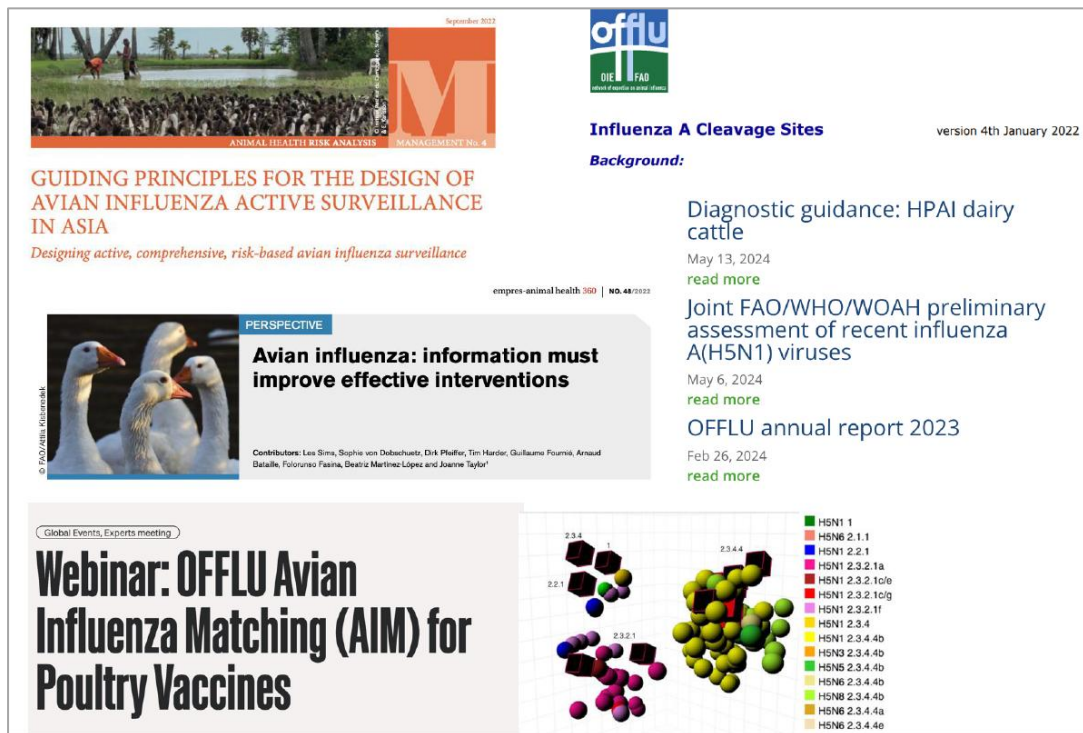 September 2022
ANIMAL HEALTH RISK ANALYSIS
M
MANAGEMENT No. 4
GUIDING PRINCIPLES FOR THE DESIGN OF
AVIAN INFLUENZA ACTIVE SURVEILLANCE
IN ASIA
Designing active, comprehensive, risk-based avian influenza surveillance
offlu
OIE FAO
network of expertise on animal influenza
Influenza A Cleavage Sites
version 4th January 2022
Background:
Diagnostic guidance: HPAI dairy
cattle
May 13, 2024
read more
Joint FAO/WHO/WOAH preliminary
assessment of recent influenza
A(H5N1) viruses
May 6, 2024
read more
OFFLU annual report 2023
Feb 26, 2024
read more
empres-animal health 360 | NO. 48/2023
© FAO/Attila Kisbenedek
PERSPECTIVE
Avian influenza: information must
improve effective interventions
Contributors: Les Sims, Sophie von Dobschuetz, Dirk Pfeiffer, Tim Harder, Guillaume Fournié, Arnaud
Bataille, Folorunso Fasina, Beatriz Martínez-López and Joanne Taylor¹
Global Events, Experts meeting
Webinar: OFFLU Avian
Influenza Matching (AIM) for
Poultry Vaccines
2.3.4
1
2.2.1
2.3.2.1
2.3.4.4
H5N1 1
H5N6 2.1.1
H5N1 2.2.1
H5N1 2.3.2.1a
H5N1 2.3.2.1c/e
H5N1 2.3.2.1c/g
H5N1 2.3.2.1f
H5N1 2.3.4
H5N1 2.3.4.4b
H5N3 2.3.4.4b
H5N5 2.3.4.4b
H5N6 2.3.4.4b
H5N8 2.3.4.4b
H5N6 2.3.4.4a
H5N6 2.3.4.4e